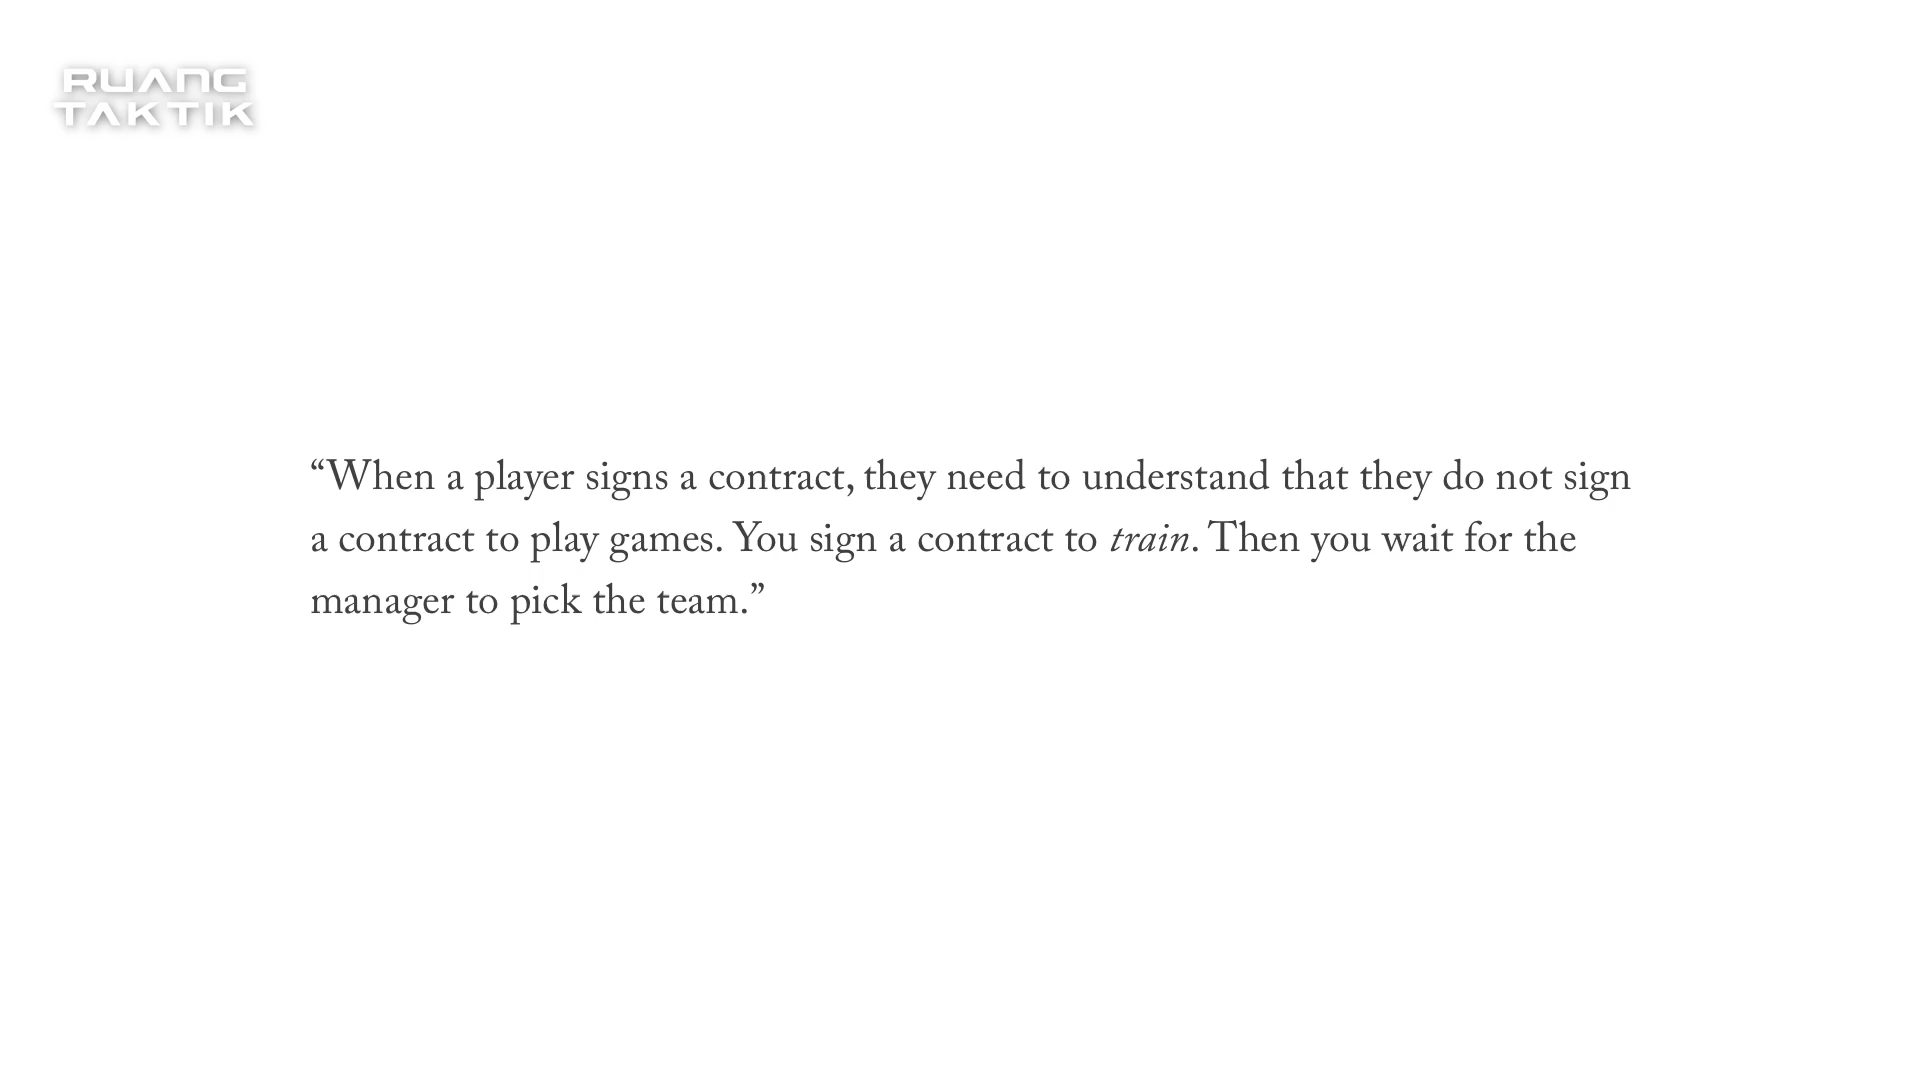 RUANG
TAKTIK
“When a player signs a contract, they need to understand that they do not sign
a contract to play games. You sign a contract to train. Then you wait for the
manager to pick the team.”